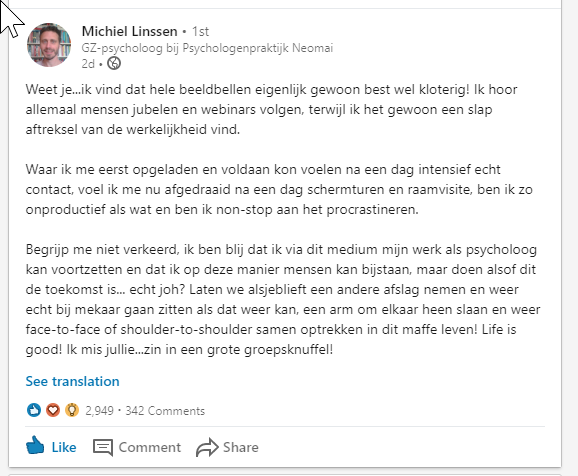 Michiel Linssen • 1st
GZ-psycholoog bij Psychologenpraktijk Neomai
2d •
Weet je...ik vind dat hele beeldbellen eigenlijk gewoon best wel kloterig! Ik hoor
allemaal mensen jubelen en webinars volgen, terwijl ik het gewoon een slap
aftreksel van de werkelijkheid vind.
Waar ik me eerst opgeladen en voldaan kon voelen na een dag intensief echt
contact, voel ik me nu afgedraaid na een dag schermturen en raamvisite, ben ik zo
onproductief als wat en ben ik non-stop aan het procrastineren.
Begrijp me niet verkeerd, ik ben blij dat ik via dit medium mijn werk als psycholoog
kan voortzetten en dat ik op deze manier mensen kan bijstaan, maar doen alsof dit
de toekomst is... echt joh? Laten we alsjeblieft een andere afslag nemen en weer
echt bij mekaar gaan zitten als dat weer kan, een arm om elkaar heen slaan en weer
face-to-face of shoulder-to-shoulder samen optrekken in dit maffe leven! Life is
good! Ik mis jullie...zin in een grote groepsknuffel!
See translation
2,949 • 342 Comments
Like Comment Share